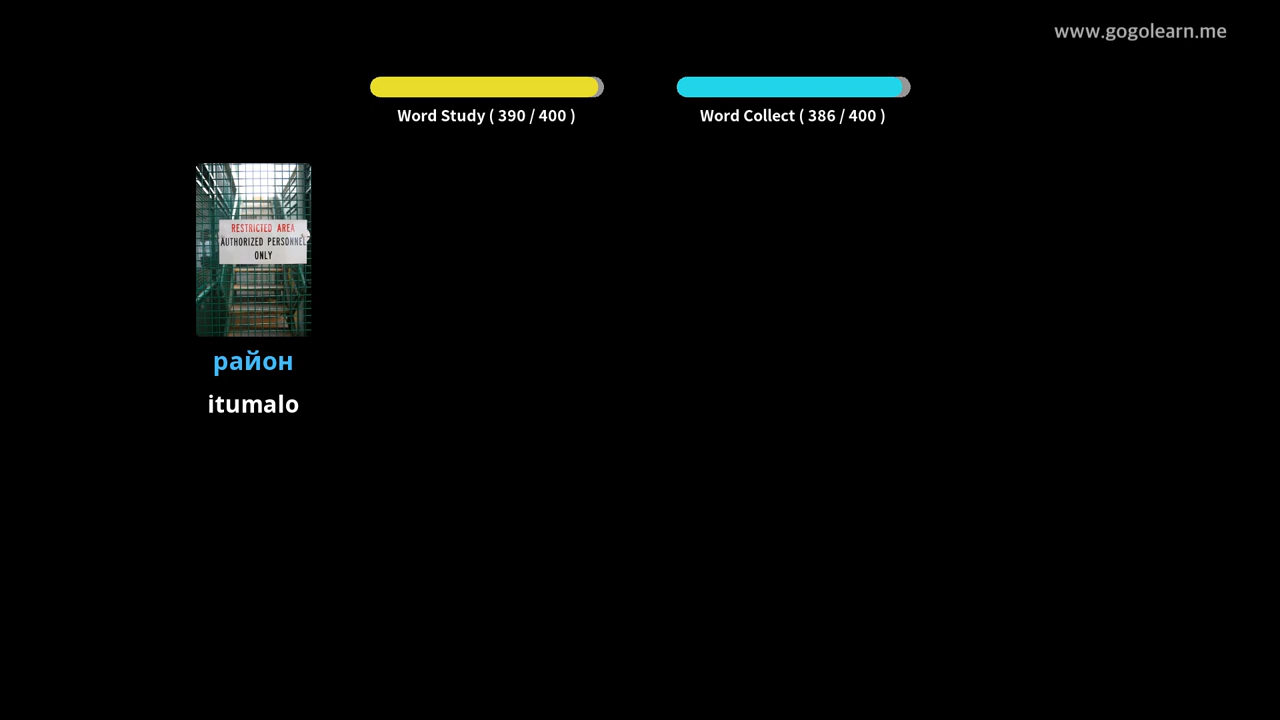 www.gogolearn.me
Word Study ( 390 / 400 )
Word Collect ( 386 / 400 )
RESTRICTED AREA
AUTHORIZED PERSONNEL
ONLY
район
itumalo